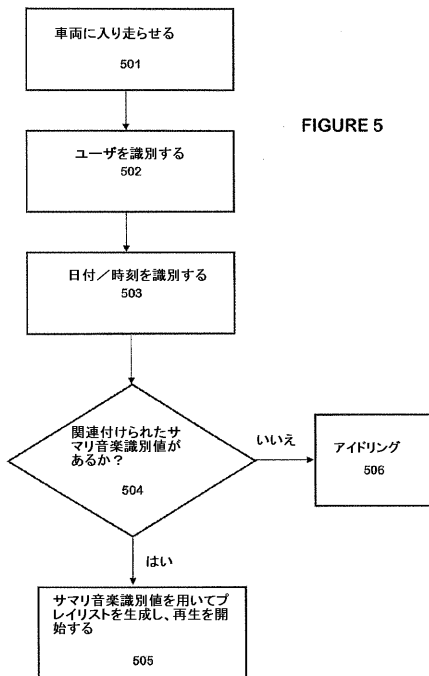 車両に入り走らせる
501
FIGURE 5
ユーザを識別する
502
日付／時刻を識別する
503
関連付けられたサ
マリ音楽識別値が
あるか？
504
いいえ
アイドリング
506
はい
サマリ音楽識別値を用いてプ
レイリストを生成し、再生を開
始する
505